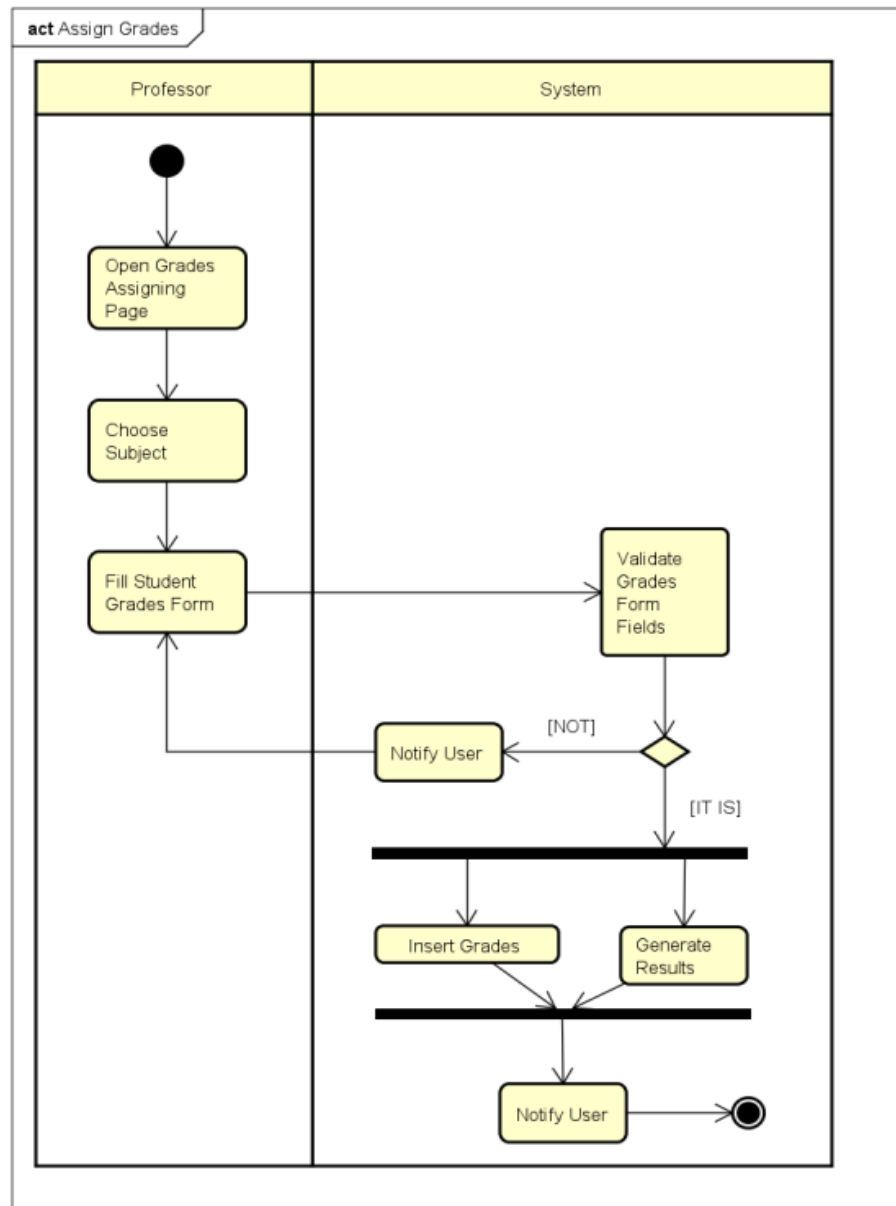 act Assign Grades
Professor
System
Open Grades
Assigning
Page
Choose
Subject
Fill Student
Grades Form
Validate
Grades
Form
Fields
[NOT]
Notify User
[IT IS]
Insert Grades
Generate
Results
Notify User